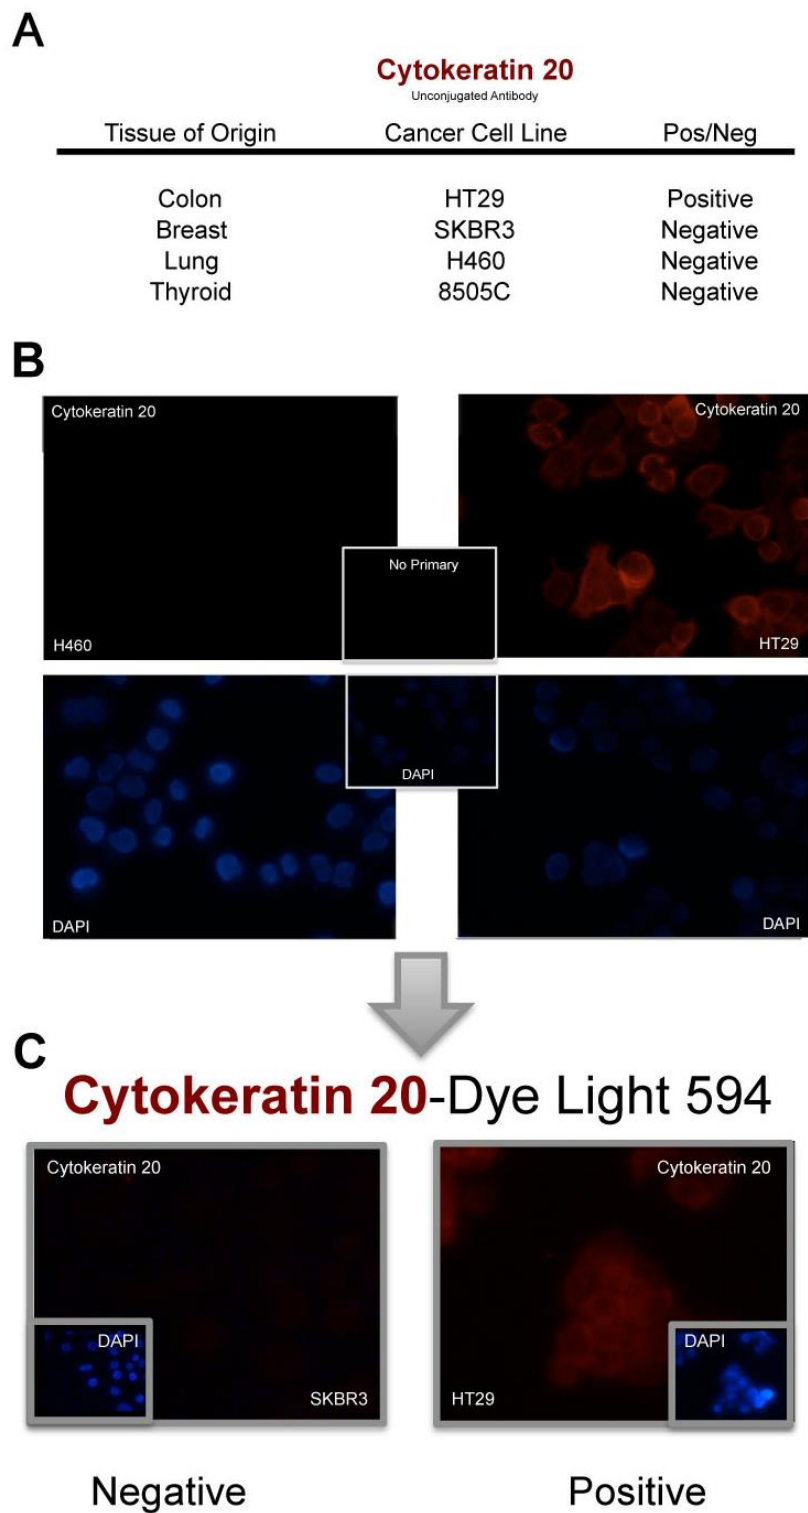 A
Cytokeratin 20
Unconjugated Antibody
Tissue of Origin Cancer Cell Line Pos/Neg
Colon HT29 Positive
Breast SKBR3 Negative
Lung H460 Negative
Thyroid 8505C Negative
B
Cytokeratin 20 Cytokeratin 20
No Primary
H460 HT29
DAPI
DAPI DAPI
C
Cytokeratin 20-Dye Light 594
Cytokeratin 20 Cytokeratin 20
DAPI DAPI
SKBR3 HT29
Negative Positive